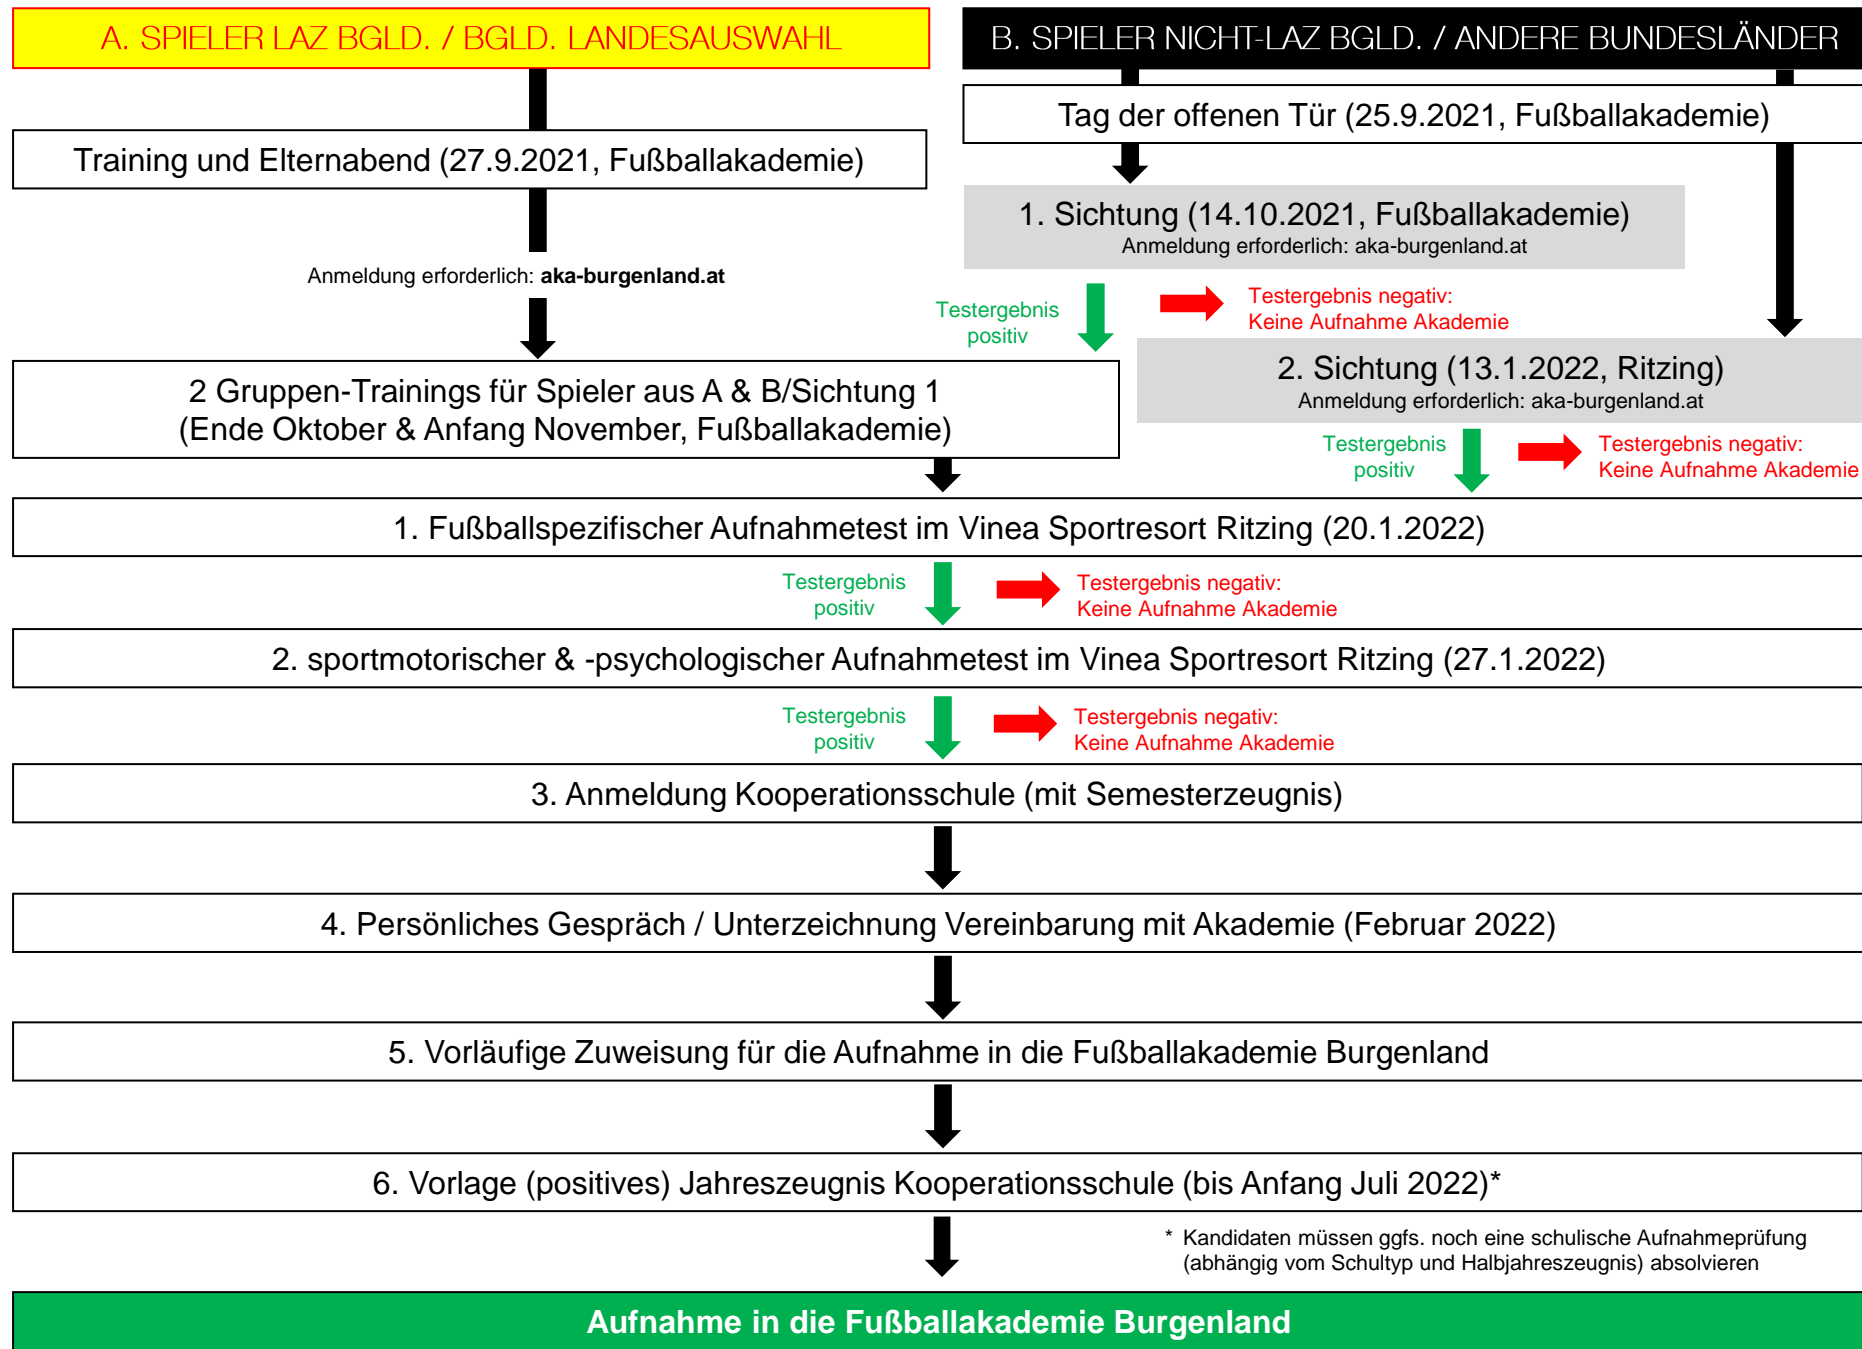 A. SPIELER LAZ BGLD. / BGLD. LANDESAUSWAHL
B. SPIELER NICHT-LAZ BGLD. / ANDERE BUNDESLÄNDER
Tag der offenen Tür (25.9.2021, Fußballakademie)
Training und Elternabend (27.9.2021, Fußballakademie)
1. Sichtung (14.10.2021, Fußballakademie)
Anmeldung erforderlich: aka-burgenland.at
Anmeldung erforderlich: aka-burgenland.at
Testergebnis
positiv
Testergebnis negativ:
Keine Aufnahme Akademie
2. Sichtung (13.1.2022, Ritzing)
Anmeldung erforderlich: aka-burgenland.at
2 Gruppen-Trainings für Spieler aus A & B/Sichtung 1
(Ende Oktober & Anfang November, Fußballakademie)
Testergebnis
positiv
Testergebnis negativ:
Keine Aufnahme Akademie
1. Fußballspezifischer Aufnahmetest im Vinea Sportresort Ritzing (20.1.2022)
Testergebnis
positiv
Testergebnis negativ:
Keine Aufnahme Akademie
2. sportmotorischer & -psychologischer Aufnahmetest im Vinea Sportresort Ritzing (27.1.2022)
Testergebnis
positiv
Testergebnis negativ:
Keine Aufnahme Akademie
3. Anmeldung Kooperationsschule (mit Semesterzeugnis)
4. Persönliches Gespräch / Unterzeichnung Vereinbarung mit Akademie (Februar 2022)
5. Vorläufige Zuweisung für die Aufnahme in die Fußballakademie Burgenland
6. Vorlage (positives) Jahreszeugnis Kooperationsschule (bis Anfang Juli 2022)*
* Kandidaten müssen ggfs. noch eine schulische Aufnahmeprüfung
(abhängig vom Schultyp und Halbjahreszeugnis) absolvieren
Aufnahme in die Fußballakademie Burgenland